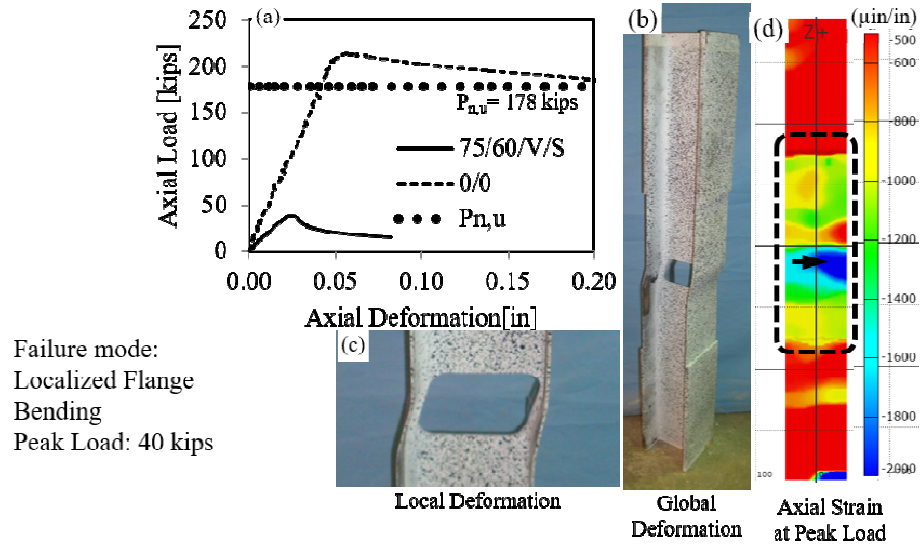 (a)
Axial Load [kips]
250
200
150
100
50
0
Pn,u= 178 kips
75/60/V/S
0/0
Pn,u
0.00 0.05 0.10 0.15 0.20
Axial Deformation[in]
Failure mode:
Localized Flange
Bending
Peak Load: 40 kips
(c)
Local Deformation
(b)
Global
Deformation
(d)
Z+
(μin/in)
-500
-800
-1000
-1200
-1400
-1600
-1800
-2000
100
Axial Strain
at Peak Load